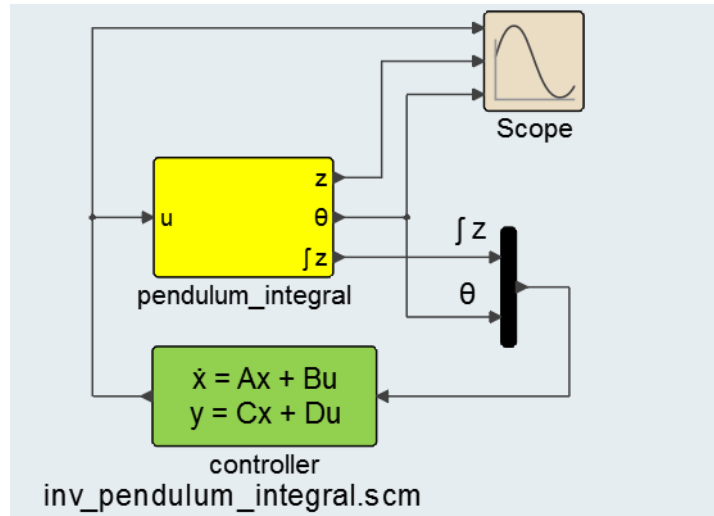 Scope
z
u
θ
∫ z
∫ z
pendulum_integral
θ
ẋ = Ax + Bu
y = Cx + Du
controller
inv_pendulum_integral.scm